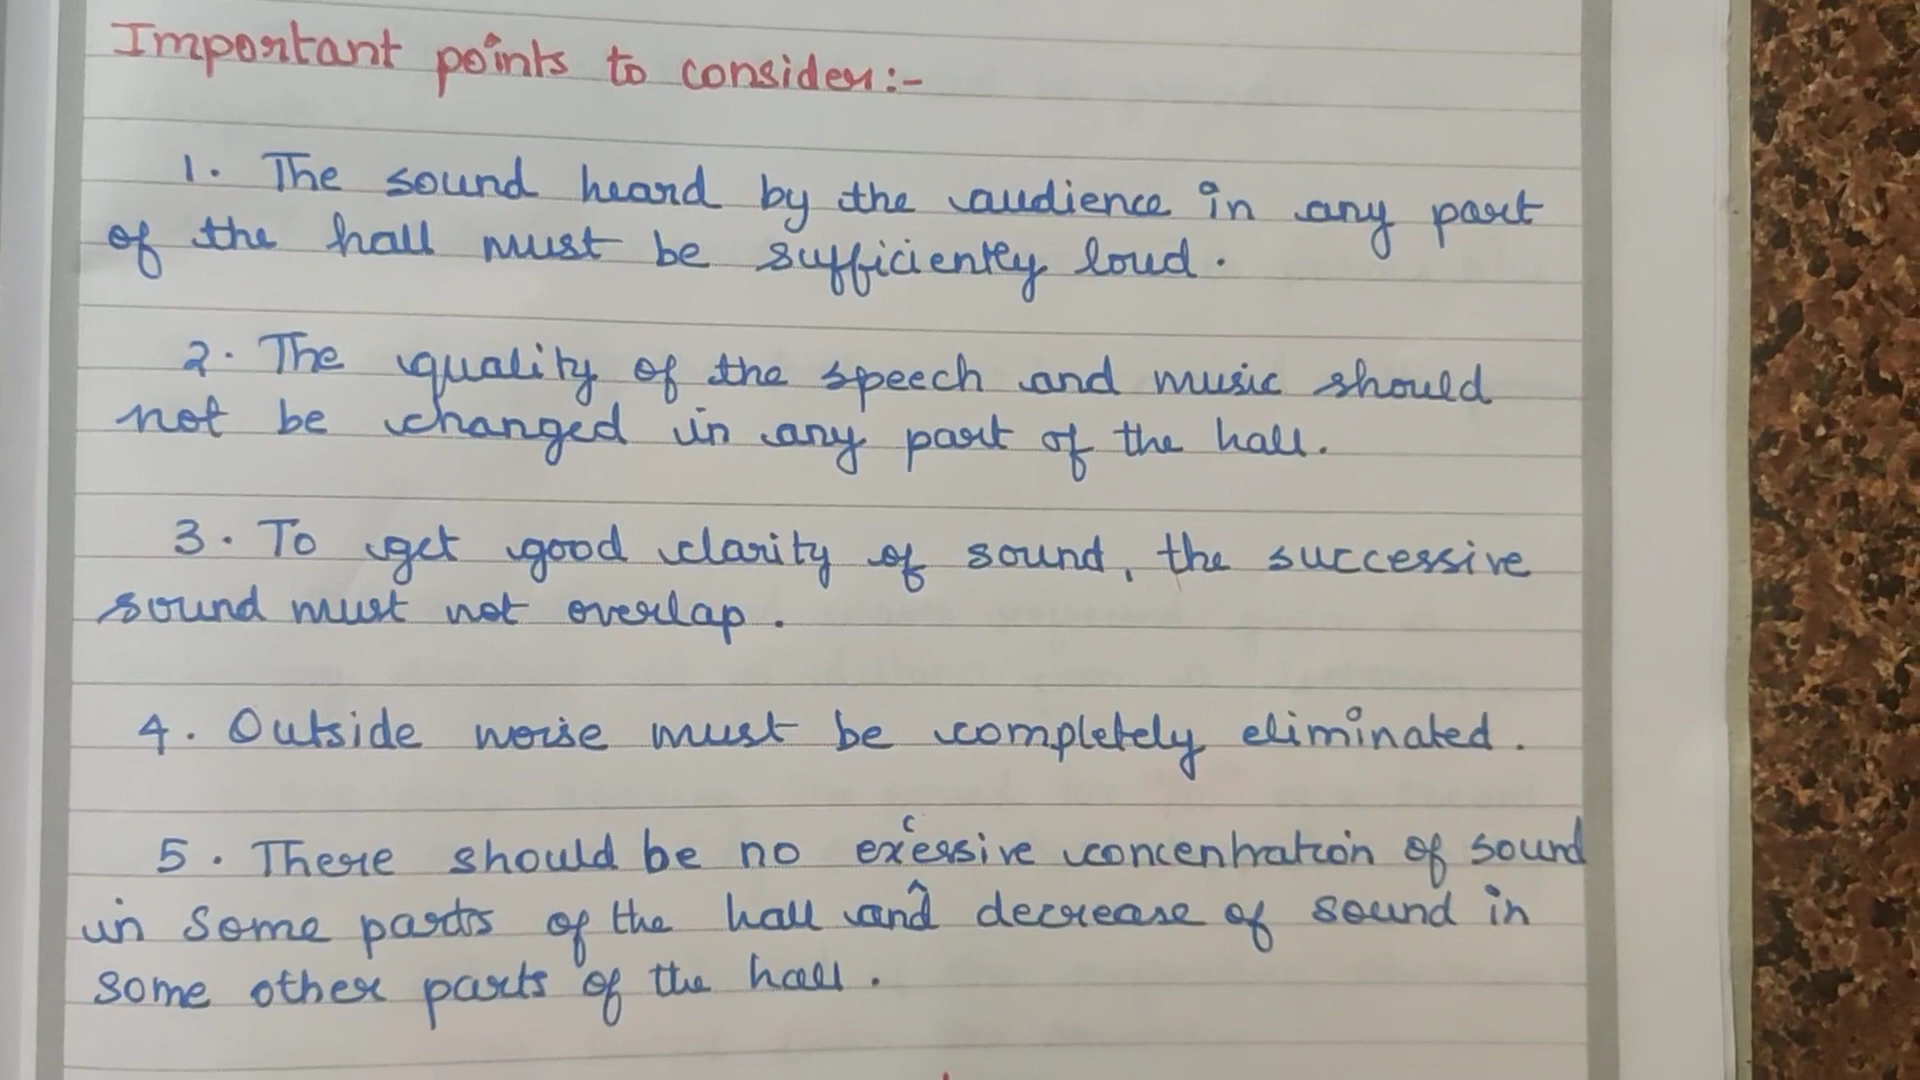 Important points to consider:-
1. The sound heard by the audience in any part
of the hall must be sufficiently loud.
2. The quality of the speech and music should
not be changed in any part of the hall.
3. To get good clarity of sound, the successive
sound must not overlap.
4. Outside noise must be completely eliminated.
5. There should be no excessive concentration of sound
in some parts of the hall and decrease of sound in
some other parts of the hall.